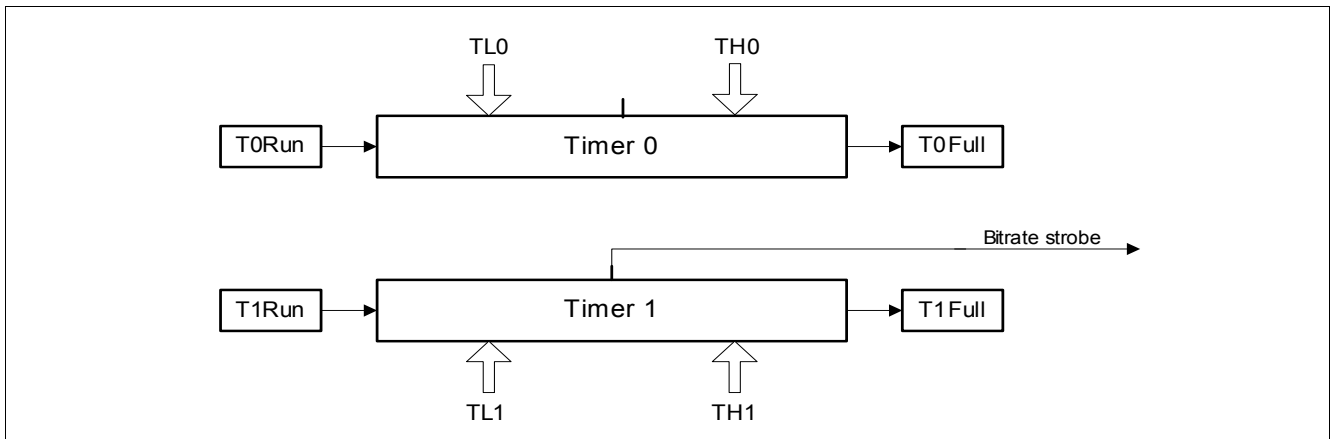 TL0
TH0
T0Run
Timer 0
T0Full
Bitrate strobe
T1Run
Timer 1
T1Full
TL1
TH1